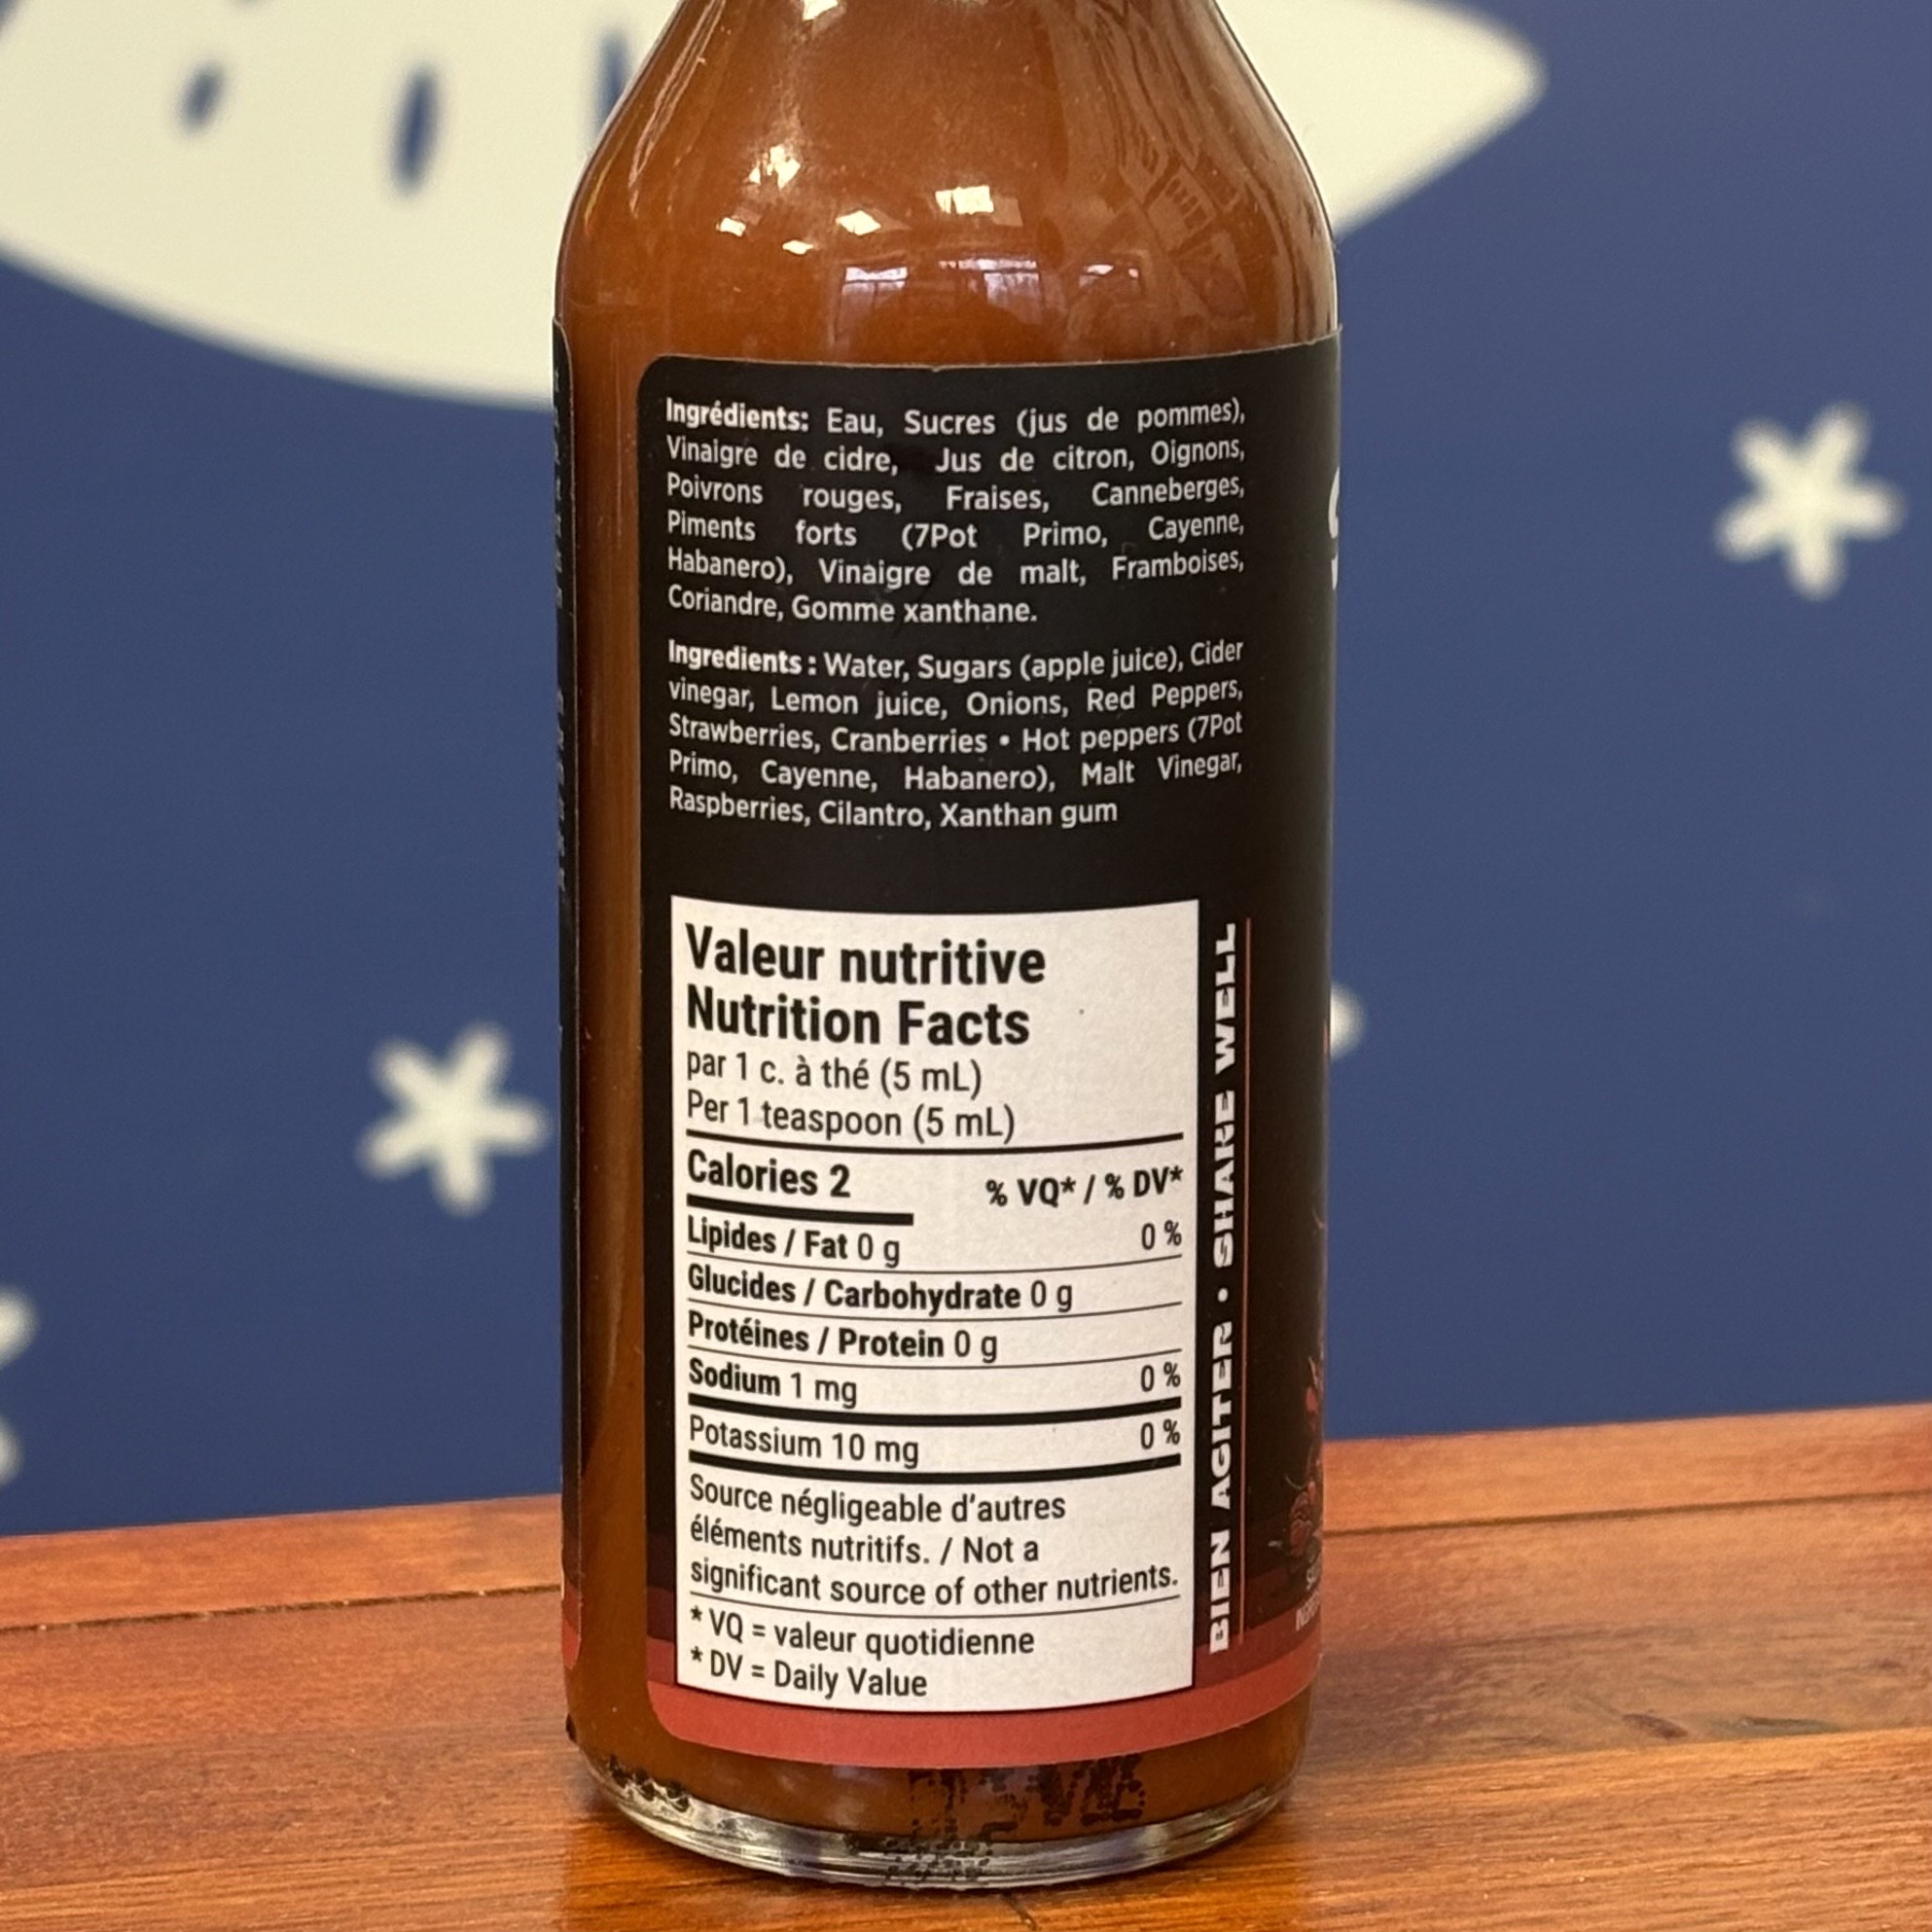 Ingrédients: Eau, Sucres (jus de pommes),
Vinaigre de cidre, Jus de citron, Oignons,
Poivrons rouges, Fraises, Canneberges,
Piments forts (7Pot Primo, Cayenne,
Habanero), Vinaigre de malt, Framboises,
Coriandre, Gomme xanthane.
Ingredients : Water, Sugars (apple juice), Cider
vinegar, Lemon juice, Onions, Red Peppers,
Strawberries, Cranberries • Hot peppers (7Pot
Primo, Cayenne, Habanero), Malt Vinegar,
Raspberries, Cilantro, Xanthan gum
Valeur nutritive
Nutrition Facts
par 1 c. à thé (5 mL)
Per 1 teaspoon (5 mL)
Calories 2 % VQ* / % DV*
Lipides / Fat 0 g 0 %
Glucides / Carbohydrate 0 g
Protéines / Protein 0 g
Sodium 1 mg 0 %
Potassium 10 mg 0 %
Source négligeable d'autres
éléments nutritifs. / Not a
significant source of other nutrients.
* VQ = valeur quotidienne
* DV = Daily Value
BIEN AGITER • SHAKE WELL